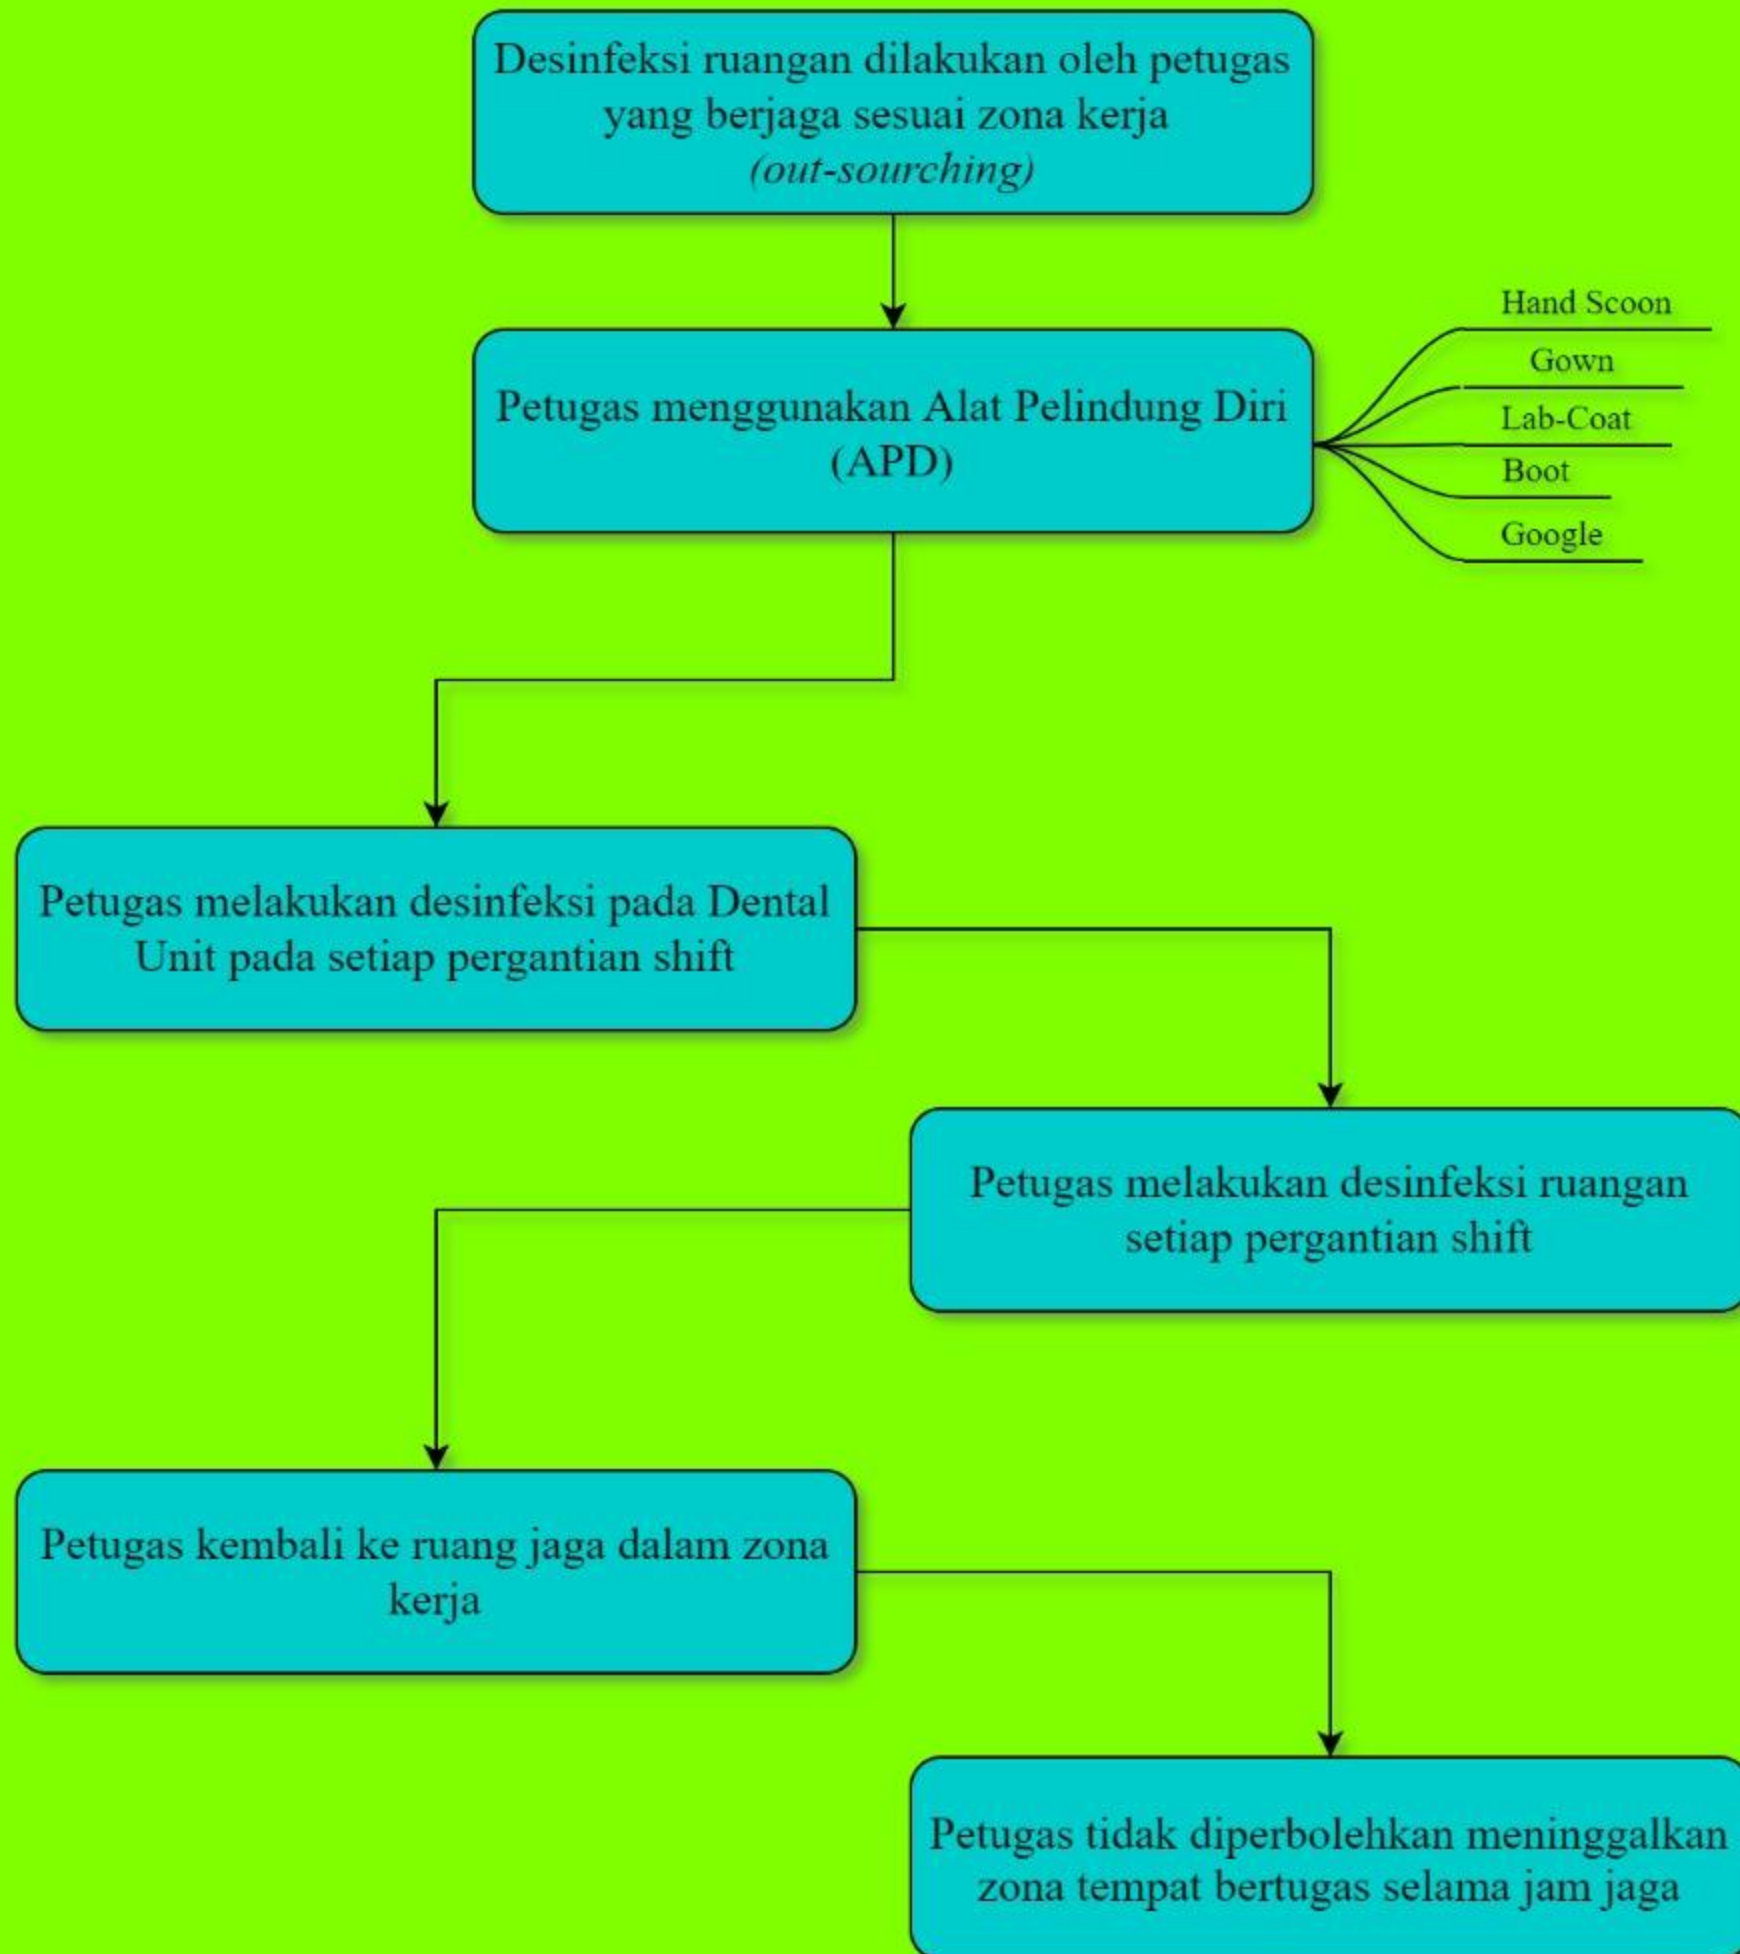 Desinfeksi ruangan dilakukan oleh petugas
yang berjaga sesuai zona kerja
(out-sourching)
Petugas menggunakan Alat Pelindung Diri
(APD)
Hand Scoon
Gown
Lab-Coat
Boot
Google
Petugas melakukan desinfeksi pada Dental
Unit pada setiap pergantian shift
Petugas melakukan desinfeksi ruangan
setiap pergantian shift
Petugas kembali ke ruang jaga dalam zona
kerja
Petugas tidak diperbolehkan meninggalkan
zona tempat bertugas selama jam jaga